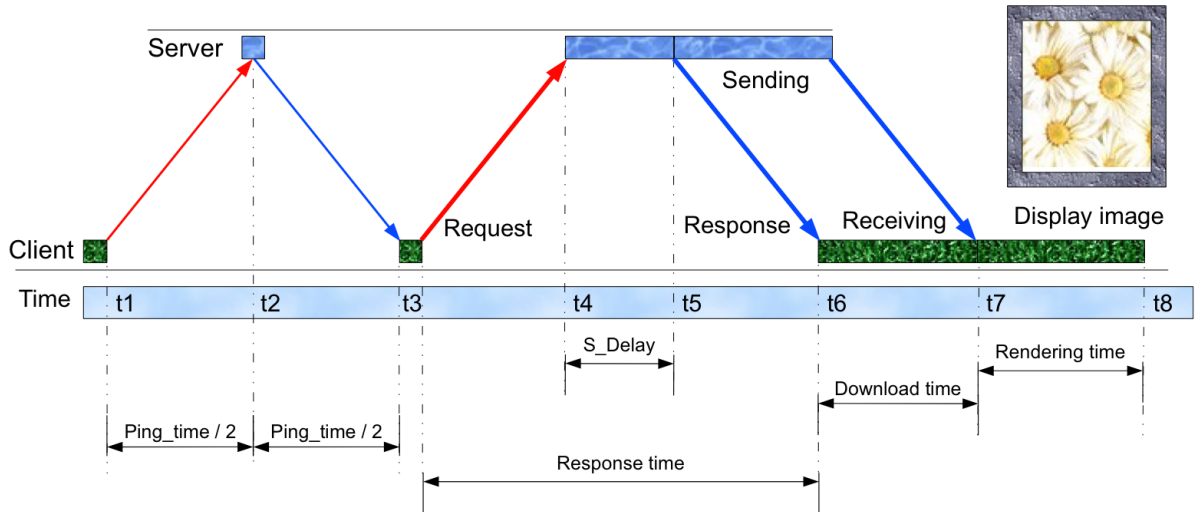 Server
Sending
Request
Response
Receiving
Display image
Client
Time
t1
t2
t3
t4
t5
t6
t7
t8
S_Delay
Rendering time
Download time
Ping_time / 2
Ping_time / 2
Response time